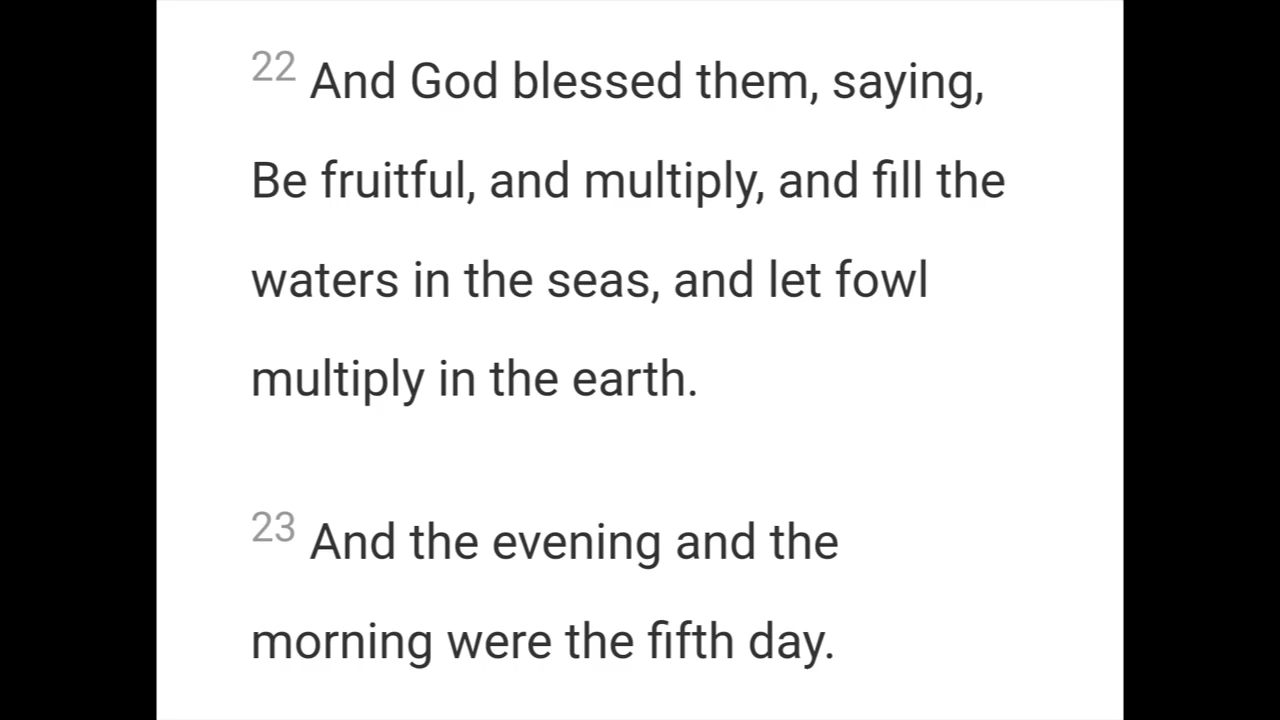 22 And God blessed them, saying,
Be fruitful, and multiply, and fill the
waters in the seas, and let fowl
multiply in the earth.
23 And the evening and the
morning were the fifth day.